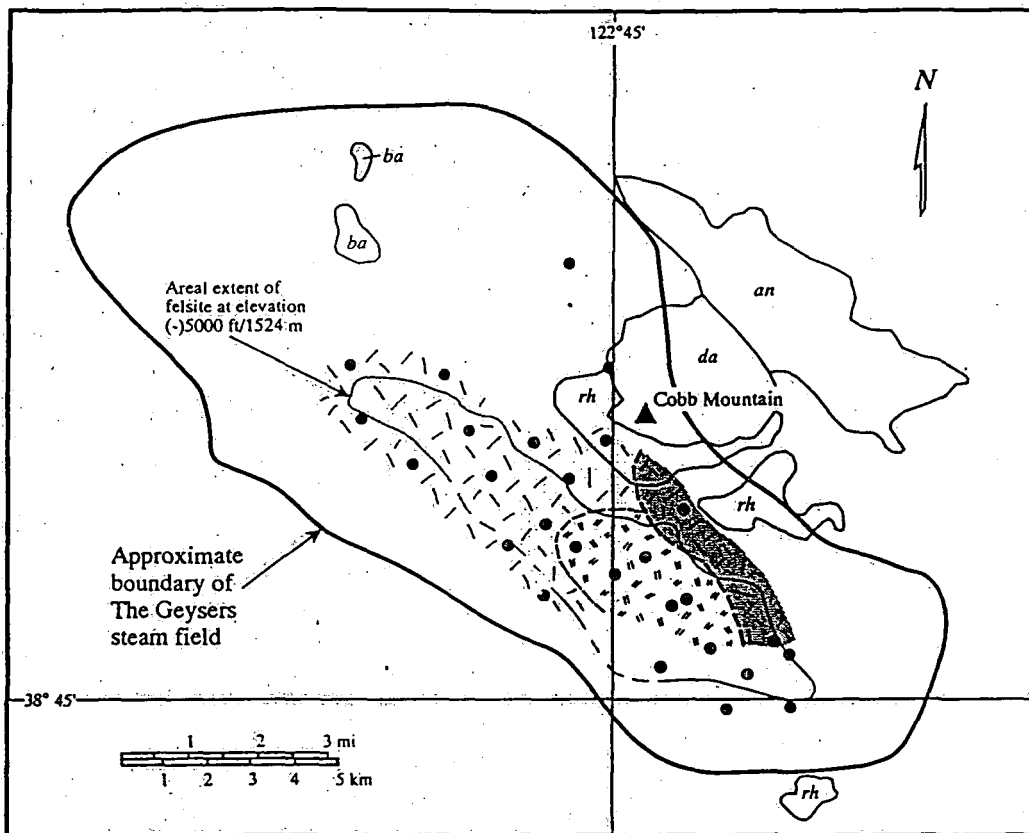 122°45'
N
ba
ba
an
Areal extent of
felsite at elevation
(-)5000 ft/1524 m
da
rh
Cobb Mountain
rh
Approximate
boundary of
The Geysers
steam field
38° 45'
1 2 3 mi
1 2 3 4 5 km
rh